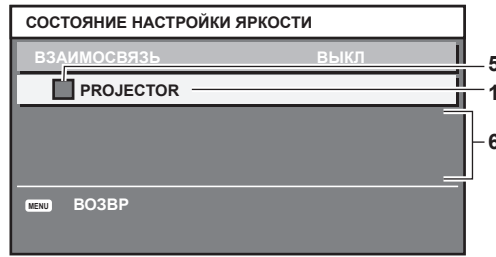 СОСТОЯНИЕ НАСТРОЙКИ ЯРКОСТИ
ВЗАИМОСВЯЗЬ ВЫКЛ
5
PROJECTOR 1
6
MENU ВОЗВР